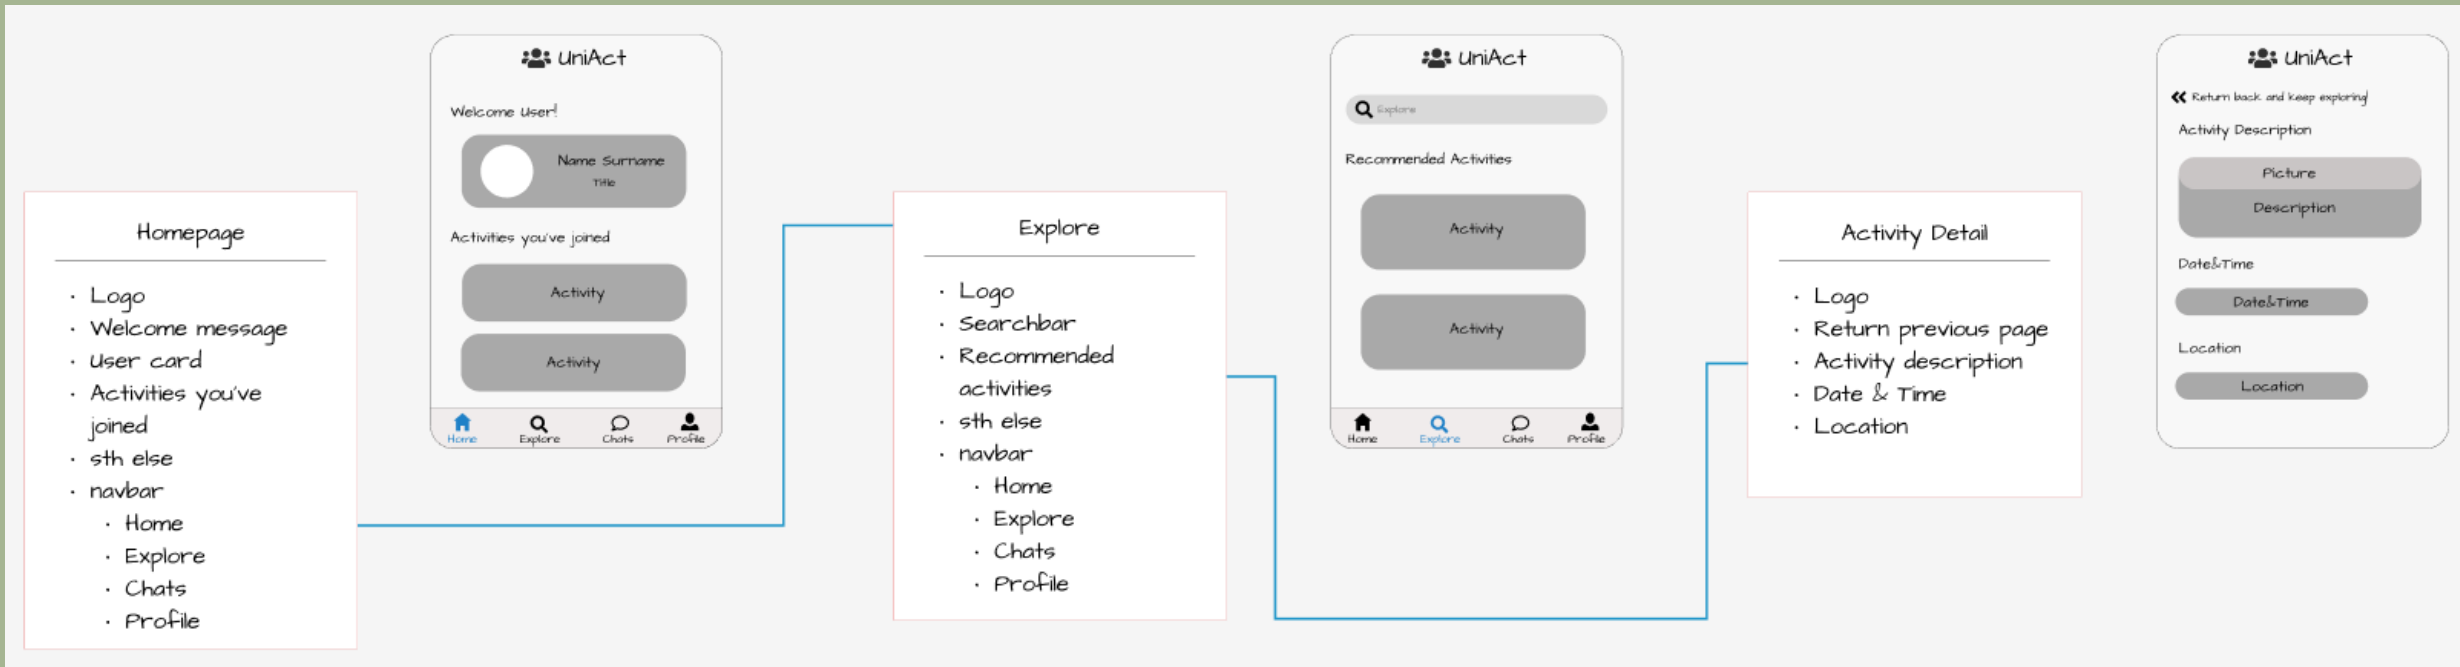 Homepage
Logo
Welcome message
User card
Activities you've
joined
sth else
navbar
Home
Explore
Chats
Profile
UniAct
Welcome User!
Name Surname
Title
Activities you've joined
Activity
Activity
Home Explore Chats Profile
Explore
Logo
Searchbar
Recommended
activities
sth else
navbar
Home
Explore
Chats
Profile
UniAct
Explore
Recommended Activities
Activity
Activity
Home Explore Chats Profile
Activity Detail
Logo
Return previous page
Activity description
Date & Time
Location
UniAct
Return back and keep exploring!
Activity Description
Picture
Description
Date&Time
Date&Time
Location
Location